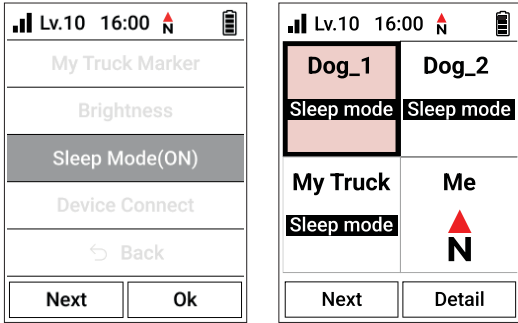 Lv.10 16:00 N
My Truck Marker
Brightness
Sleep Mode(ON)
Device Connect
Back
Next Ok
Lv.10 16:00 N
Dog_1 Dog_2
Sleep mode Sleep mode
My Truck Me
Sleep mode
N
Next Detail